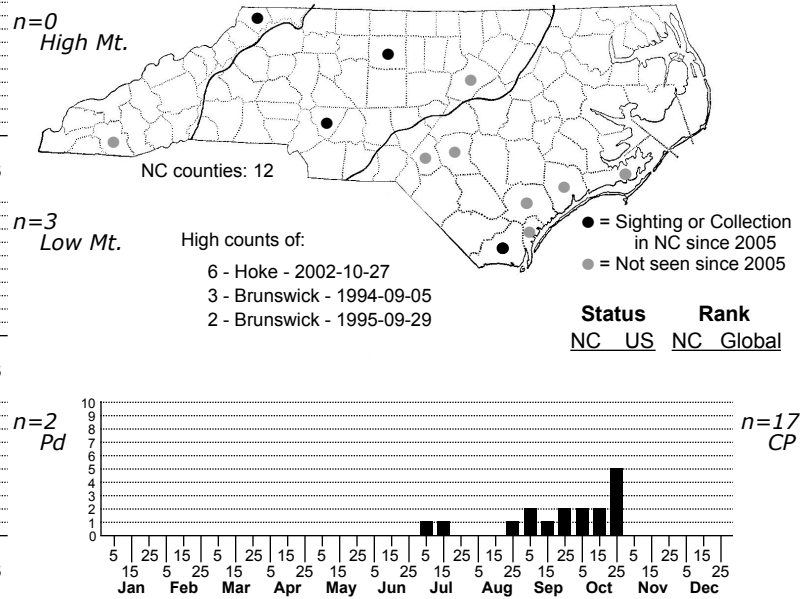 n=0
High Mt.
NC counties: 12
n=3
Low Mt.
High counts of:
6 - Hoke - 2002-10-27
3 - Brunswick - 1994-09-05
2 - Brunswick - 1995-09-29
= Sighting or Collection
in NC since 2005
= Not seen since 2005
Status Rank
NC US NC Global
n=2
Pd
n=17
CP
10
9
8
7
6
5
4
3
2
1
0
5 25 15 5 25 15 5 25 15 5 25 15 5 25 15 5 25 15
15 5 25 15 5 25 15 5 25 15 5 25 15 5 25 15 5 25
Jan Feb Mar Apr May Jun Jul Aug Sep Oct Nov Dec